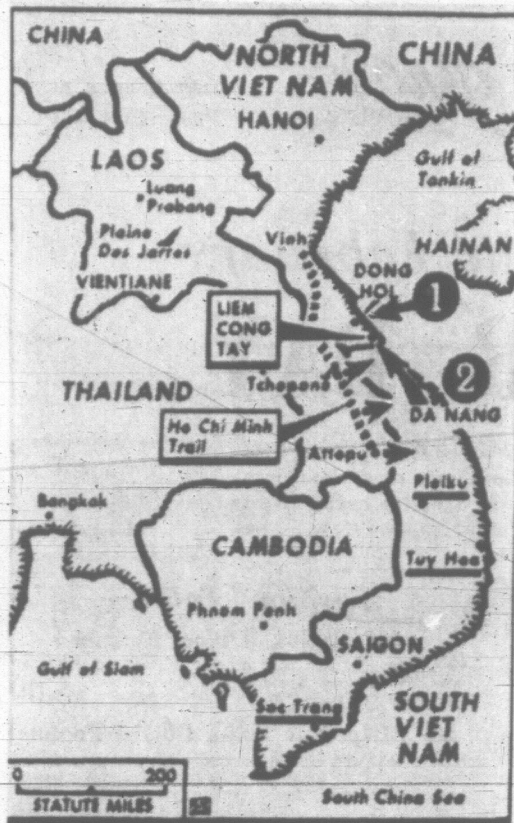 CHINA
NORTH
VIET NAM
CHINA
HANOI
LAOS
Gulf of
Tonkin
Luang
Prabang
Plaine
Des Jarres
Vinh
HAINAN
VIENTIANE
DONG
HOI
1
LIEM
CONG
TAY
THAILAND
Tchepone
2
DA NANG
Ho Chi Minh
Trail
Attopu
Pleiku
Bangkok
CAMBODIA
Tuy Hoa
Phnom Penh
SAIGON
Gulf of Siam
Soc Trang
SOUTH
VIET
NAM
0 200
STATUTE MILES
South China Sea